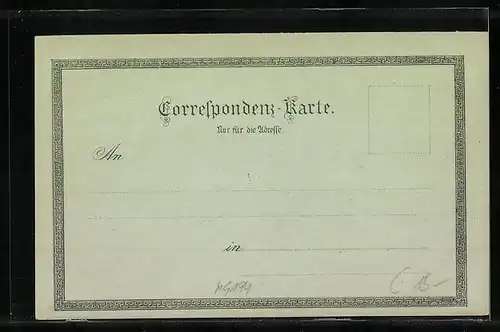 Correspondenz-Karte.
Nur für die Adresse
An
in